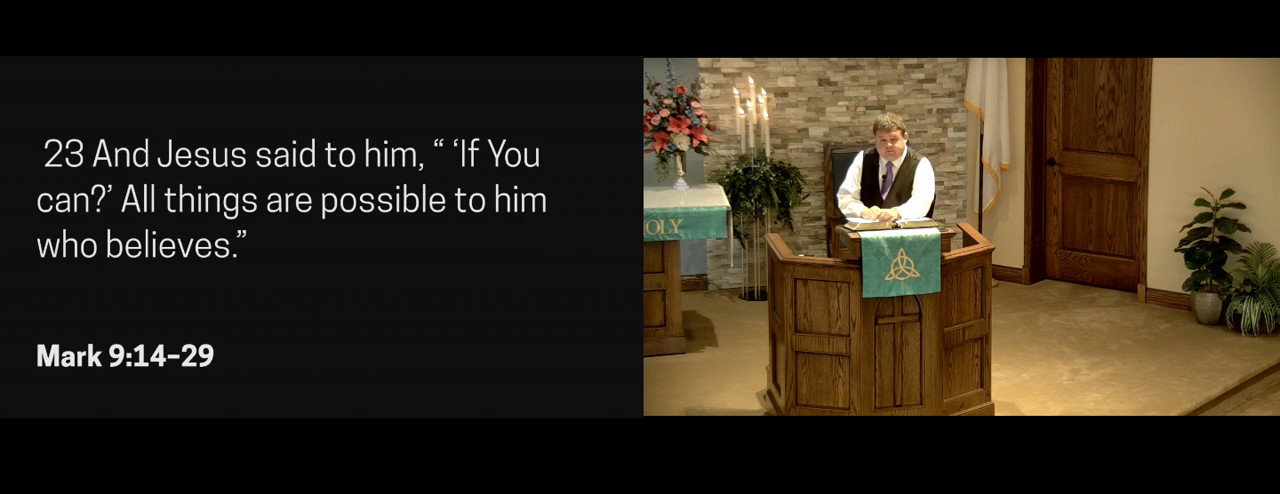 23 And Jesus said to him, “ ‘If You
can?’ All things are possible to him
who believes.”
Mark 9:14–29
OLY